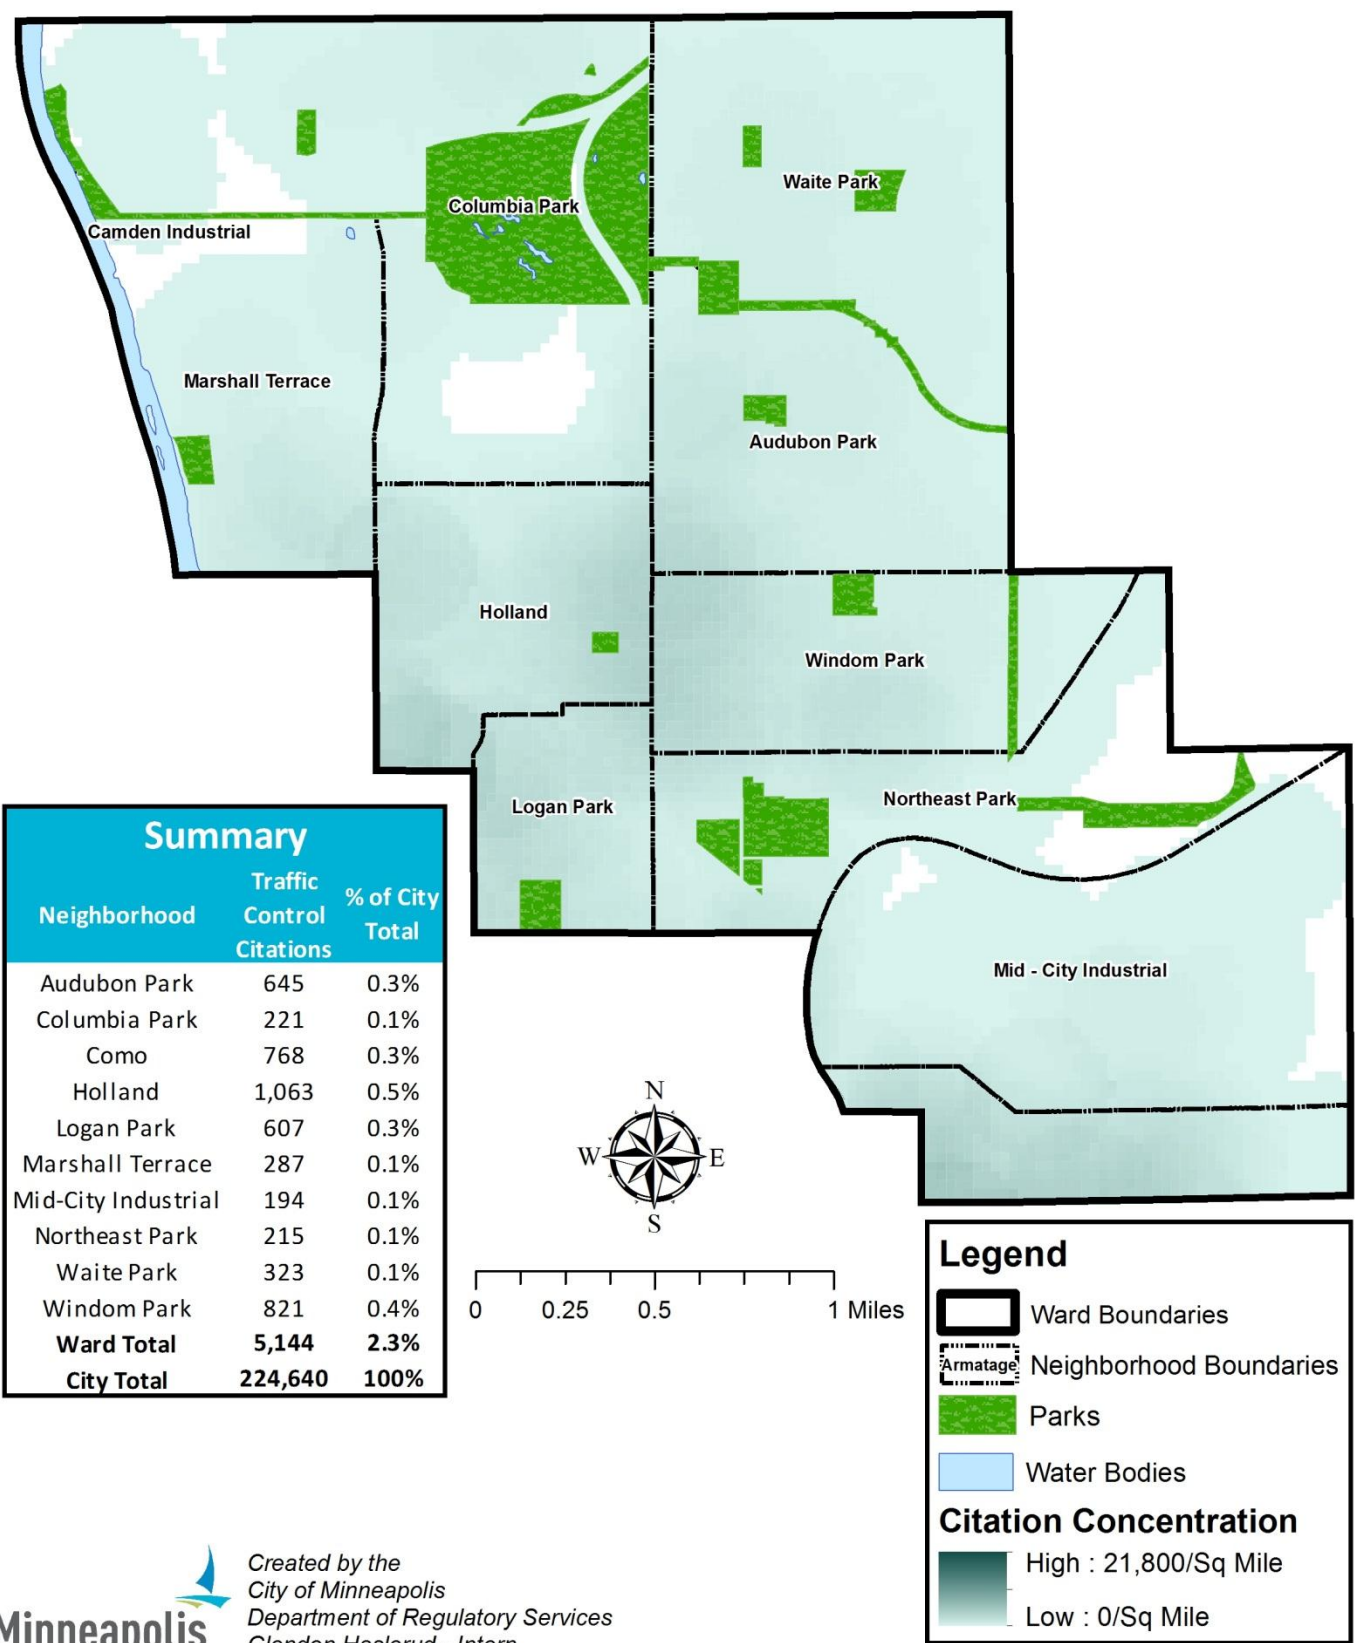 Waite Park
Columbia Park
Camden Industrial
Marshall Terrace
Audubon Park
Holland
Windom Park
Northeast Park
Logan Park
Mid - City Industrial
Summary
Neighborhood Traffic Control Citations % of City Total
Audubon Park 645 0.3%
Columbia Park 221 0.1%
Como 768 0.3%
Holland 1,063 0.5%
Logan Park 607 0.3%
Marshall Terrace 287 0.1%
Mid-City Industrial 194 0.1%
Northeast Park 215 0.1%
Waite Park 323 0.1%
Windom Park 821 0.4%
Ward Total 5,144 2.3%
City Total 224,640 100%
N
W E
S
0 0.25 0.5 1 Miles
Legend
Ward Boundaries
Armatage Neighborhood Boundaries
Parks
Water Bodies
Citation Concentration
High : 21,800/Sq Mile
Low : 0/Sq Mile
Minneapolis
Created by the
City of Minneapolis
Department of Regulatory Services